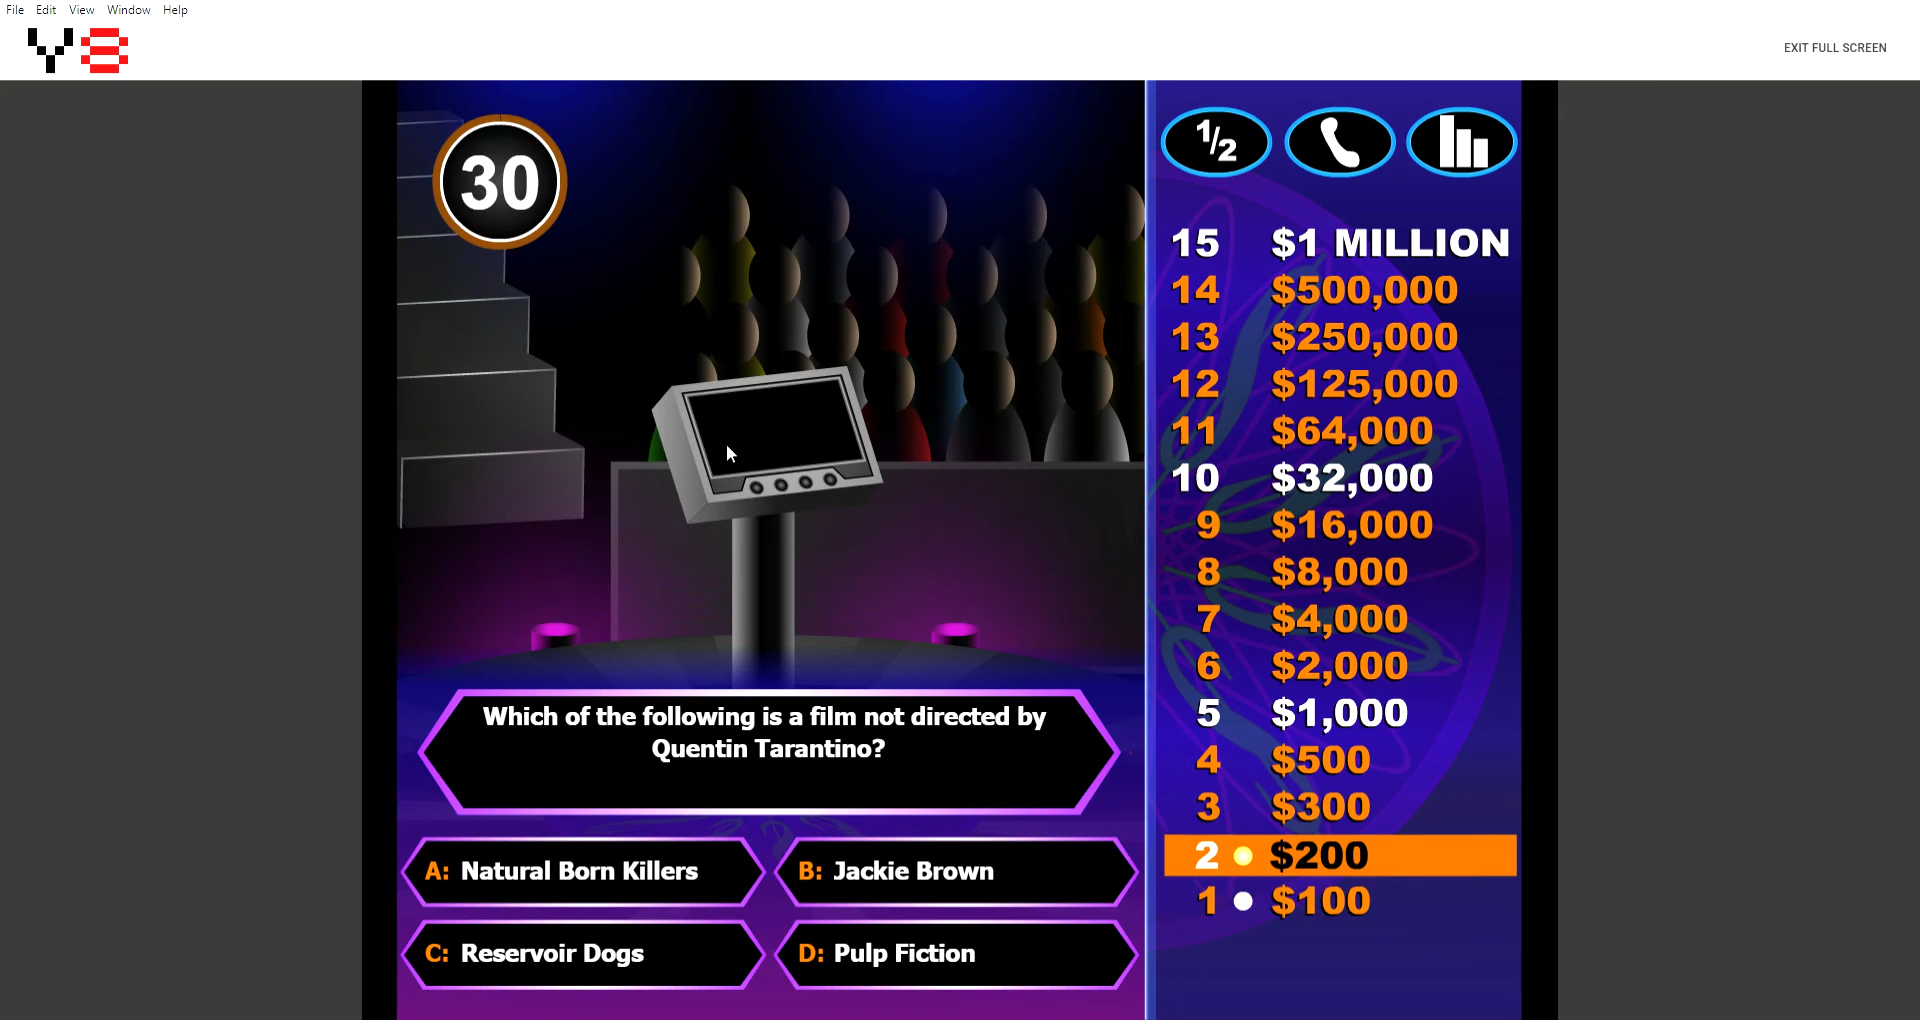 File Edit View Window Help
Y8
EXIT FULL SCREEN
30
1/2
15 $1 MILLION
14 $500,000
13 $250,000
12 $125,000
11 $64,000
10 $32,000
9 $16,000
8 $8,000
7 $4,000
6 $2,000
5 $1,000
4 $500
3 $300
2 $200
1 $100
Which of the following is a film not directed by
Quentin Tarantino?
A: Natural Born Killers
B: Jackie Brown
C: Reservoir Dogs
D: Pulp Fiction